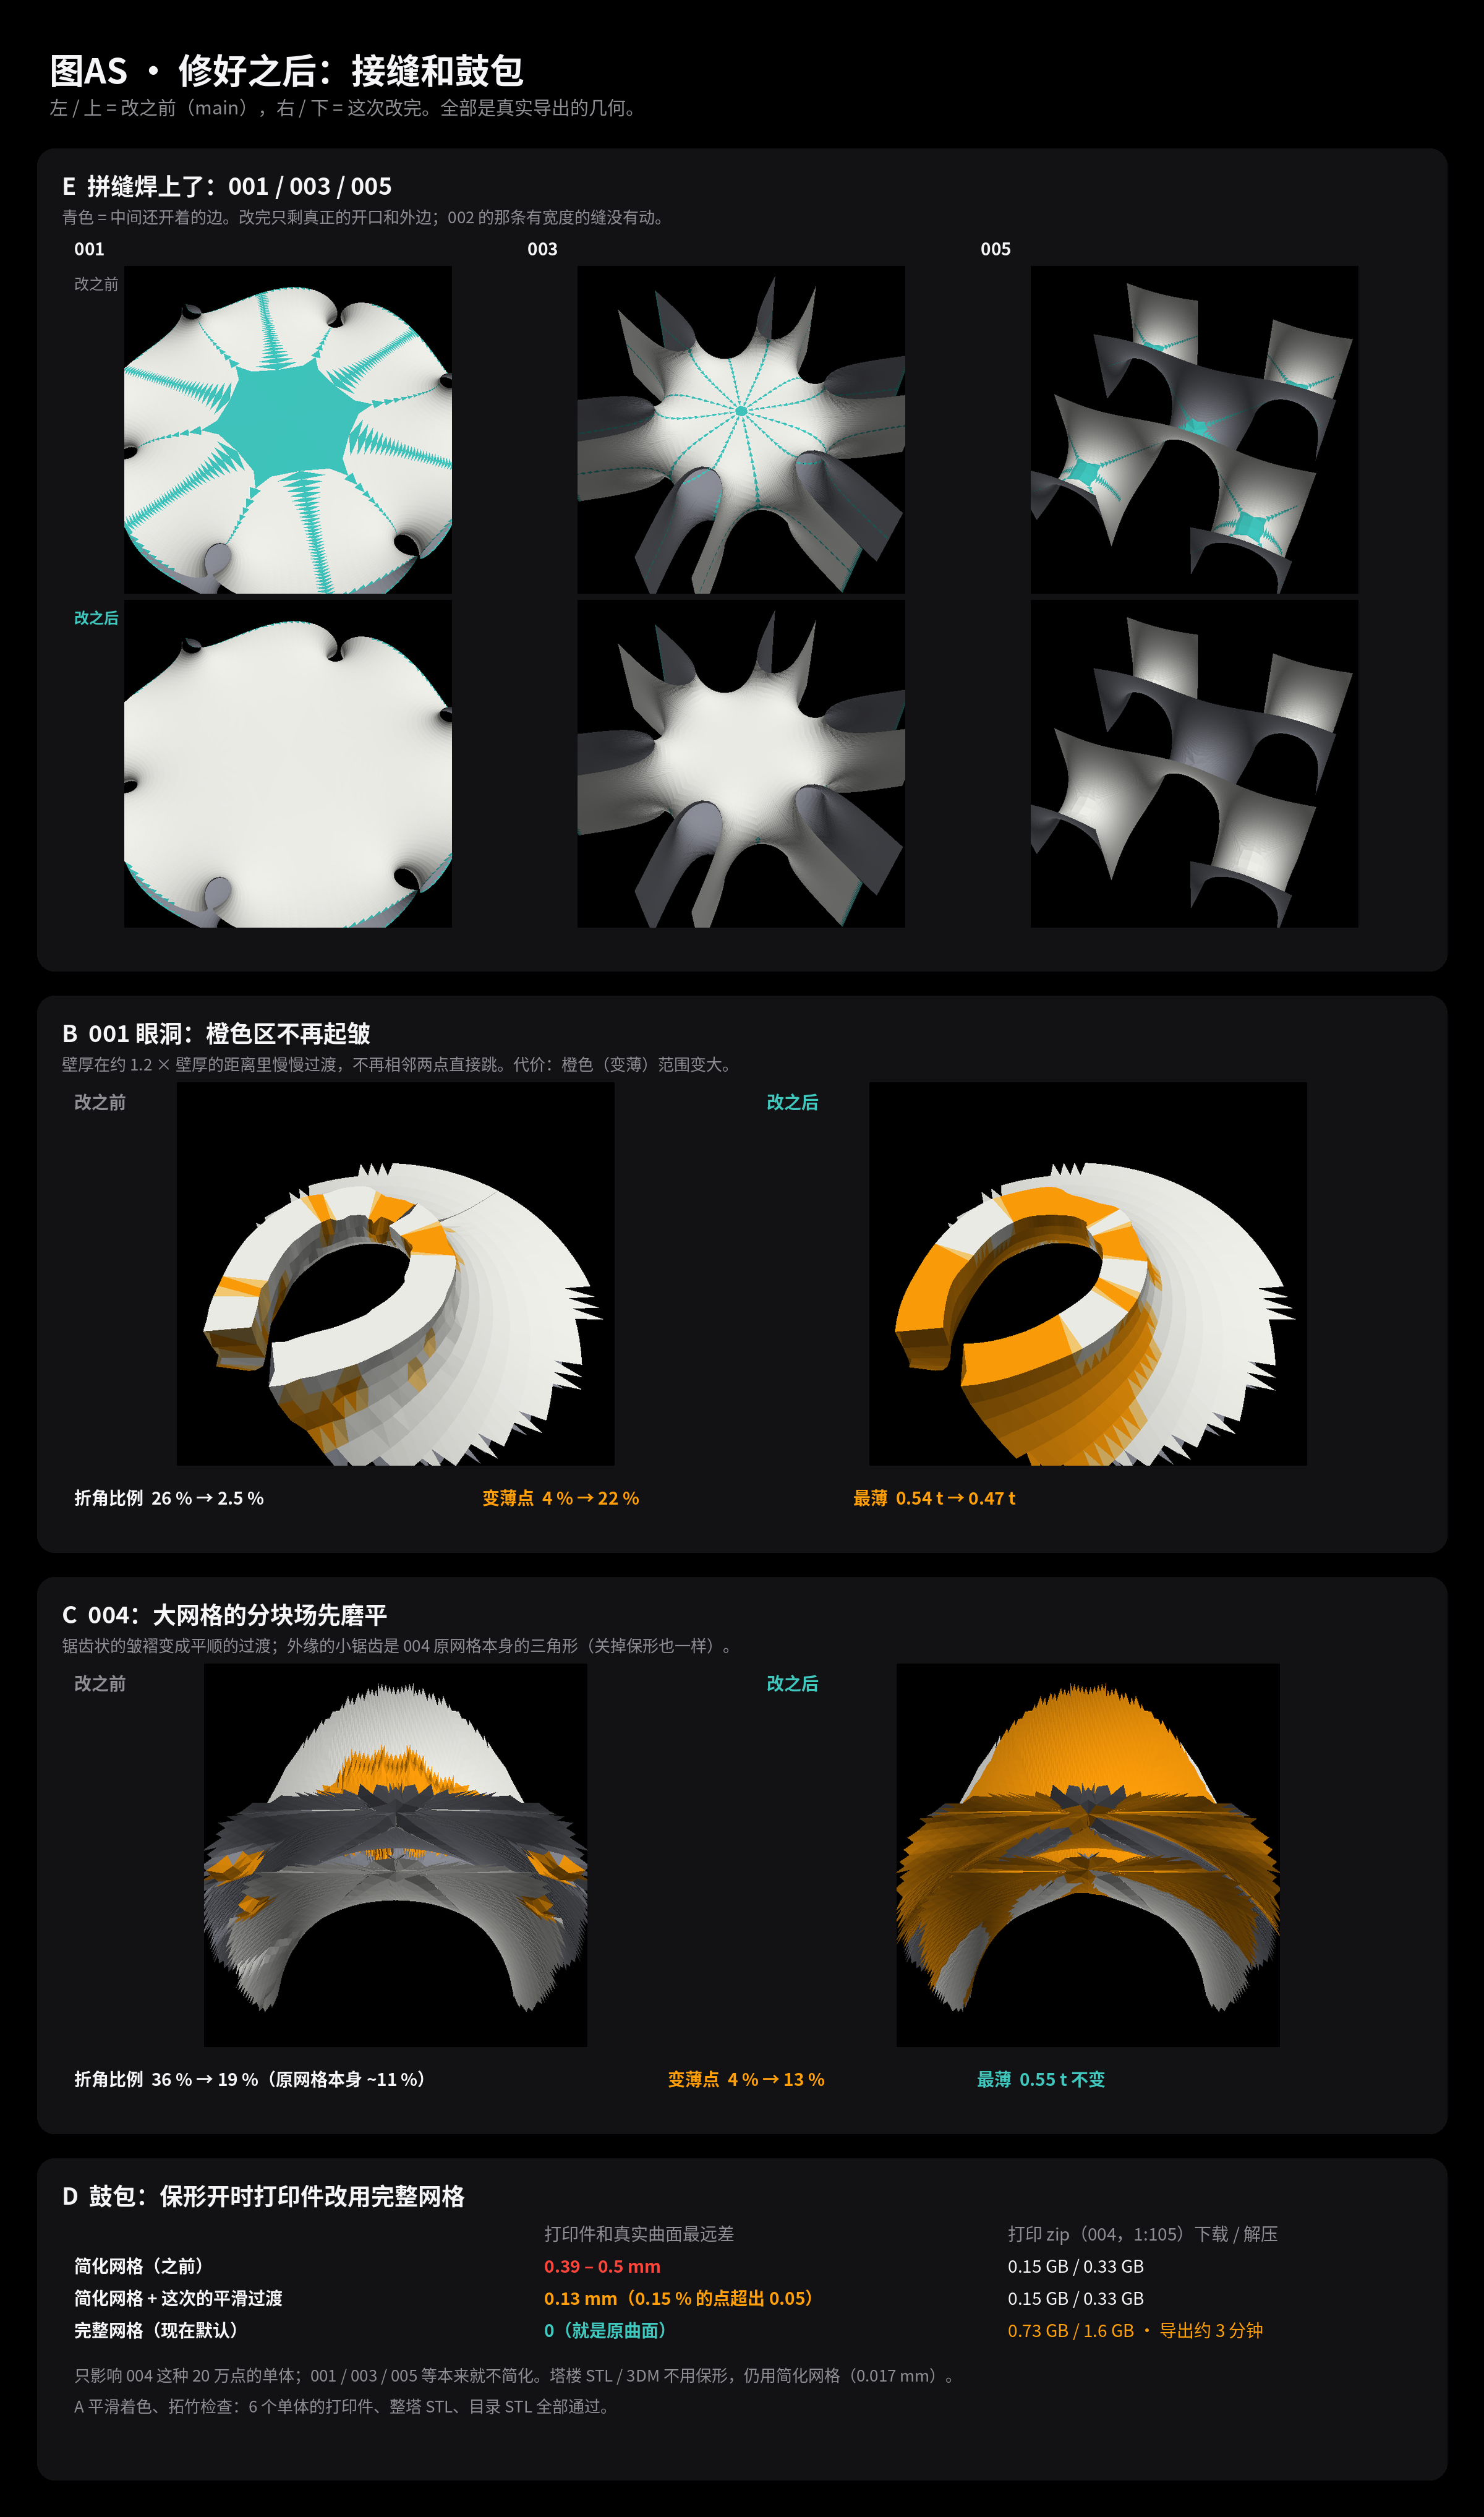 图AS · 修好之后：接缝和鼓包
左 / 上 = 改之前（main），右 / 下 = 这次改完。全部是真实导出的几何。
E 拼缝焊上了：001 / 003 / 005
青色 = 中间还开着的边。改完只剩真正的开口和外边；002 的那条有宽度的缝没有动。
001
003
005
改之前
改之后
B 001 眼洞：橙色区不再起皱
壁厚在约 1.2 × 壁厚的距离里慢慢过渡，不再相邻两点直接跳。代价：橙色（变薄）范围变大。
改之前
改之后
折角比例 26 % → 2.5 %
变薄点 4 % → 22 %
最薄 0.54 t → 0.47 t
C 004：大网格的分块场先磨平
锯齿状的皱褶变成平顺的过渡；外缘的小锯齿是 004 原网格本身的三角形（关掉保形也一样）。
改之前
改之后
折角比例 36 % → 19 %（原网格本身 ~11 %）
变薄点 4 % → 13 %
最薄 0.55 t 不变
D 鼓包：保形开时打印件改用完整网格
打印件和真实曲面最远差
打印 zip（004，1:105）下载 / 解压
简化网格（之前）
0.39 – 0.5 mm
0.15 GB / 0.33 GB
简化网格 + 这次的平滑过渡
0.13 mm（0.15 % 的点超出 0.05）
0.15 GB / 0.33 GB
完整网格（现在默认）
0（就是原曲面）
0.73 GB / 1.6 GB · 导出约 3 分钟
只影响 004 这种 20 万点的单体；001 / 003 / 005 等本来就不简化。塔楼 STL / 3DM 不用保形，仍用简化网格（0.017 mm）。
A 平滑着色、拓竹检查：6 个单体的打印件、整塔 STL、目录 STL 全部通过。